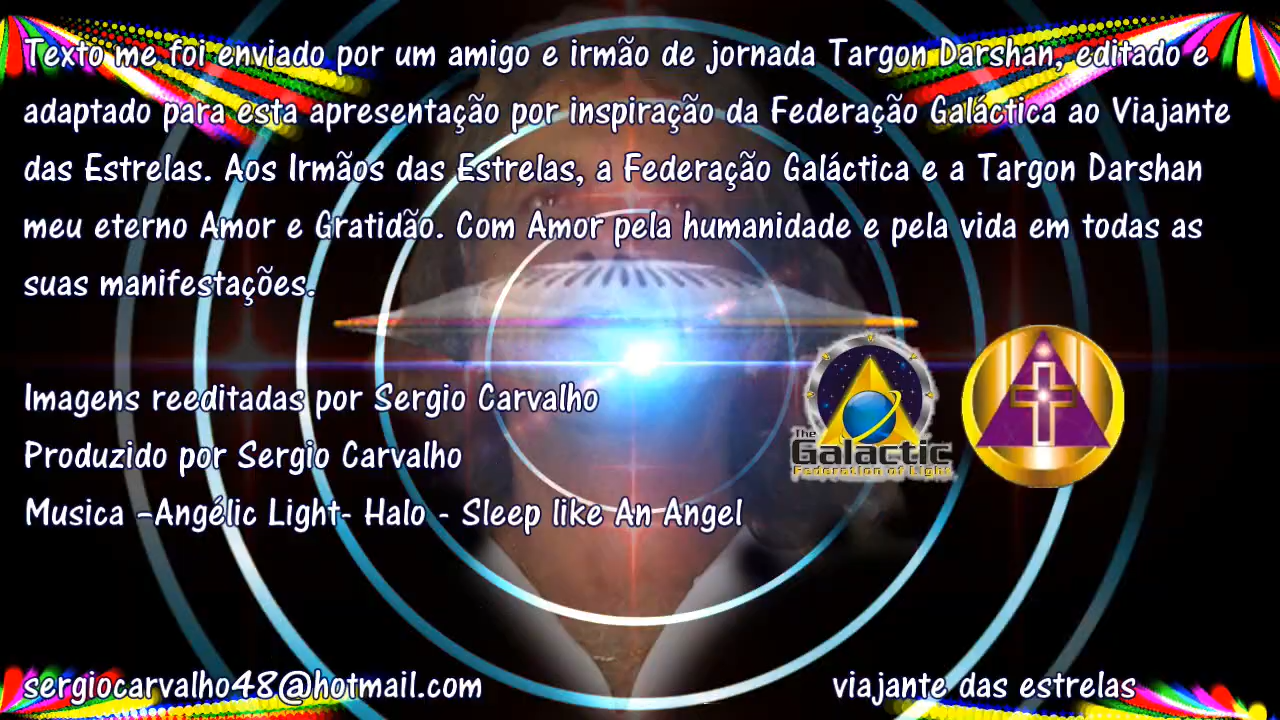 Texto me foi enviado por um amigo e irmão de jornada Targon Darshan, editado e
adaptado para esta apresentação por inspiração da Federação Galáctica ao Viajante
das Estrelas. Aos Irmãos das Estrelas, a Federação Galáctica e a Targon Darshan
meu eterno Amor e Gratidão. Com Amor pela humanidade e pela vida em todas as
suas manifestações.
Imagens reeditadas por Sergio Carvalho
Produzido por Sergio Carvalho
Musica –Angélic Light- Halo - Sleep like An Angel
The
Galactic
Federation of Light
sergiocarvalho48@hotmail.com
viajante das estrelas